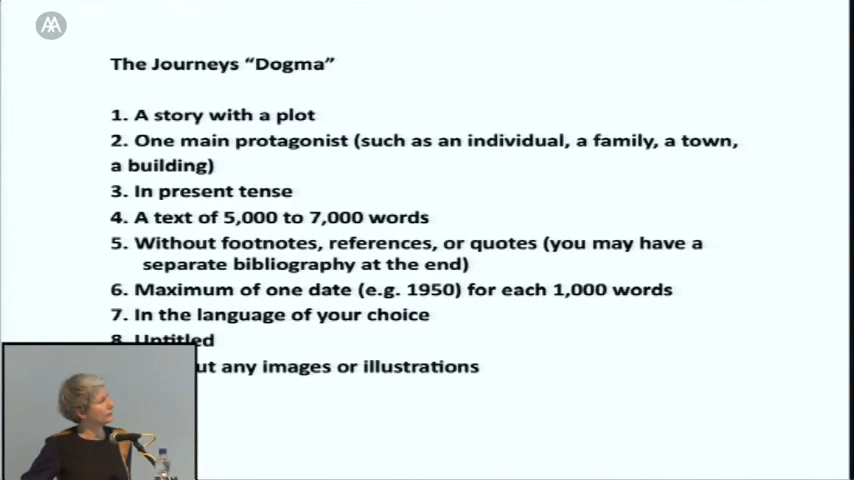 AA
The Journeys “Dogma”
1. A story with a plot
2. One main protagonist (such as an individual, a family, a town,
a building)
3. In present tense
4. A text of 5,000 to 7,000 words
5. Without footnotes, references, or quotes (you may have a
separate bibliography at the end)
6. Maximum of one date (e.g. 1950) for each 1,000 words
7. In the language of your choice
8. Untitled
any images or illustrations